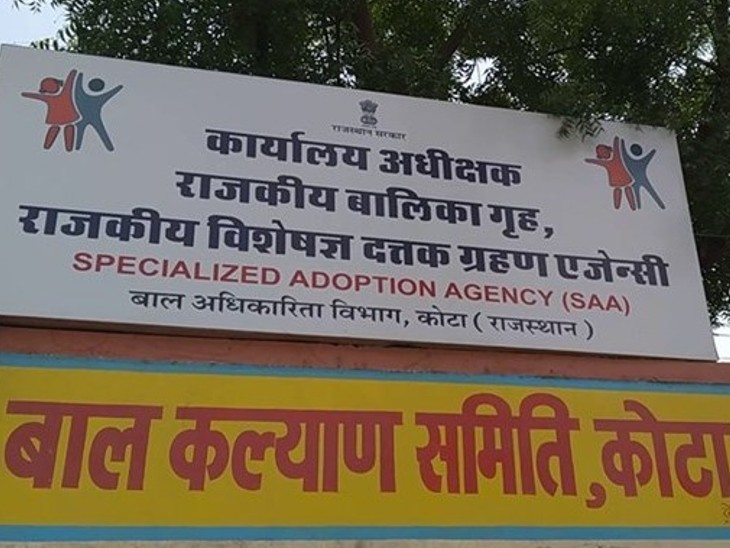 राजस्थान सरकार
कार्यालय अधीक्षक
राजकीय बालिका गृह,
राजकीय विशेषज्ञ दत्तक ग्रहण एजेन्सी
SPECIALIZED ADOPTION AGENCY (SAA)
बाल अधिकारिता विभाग, कोटा ( राजस्थान )
बाल कल्याण समिति,कोटा